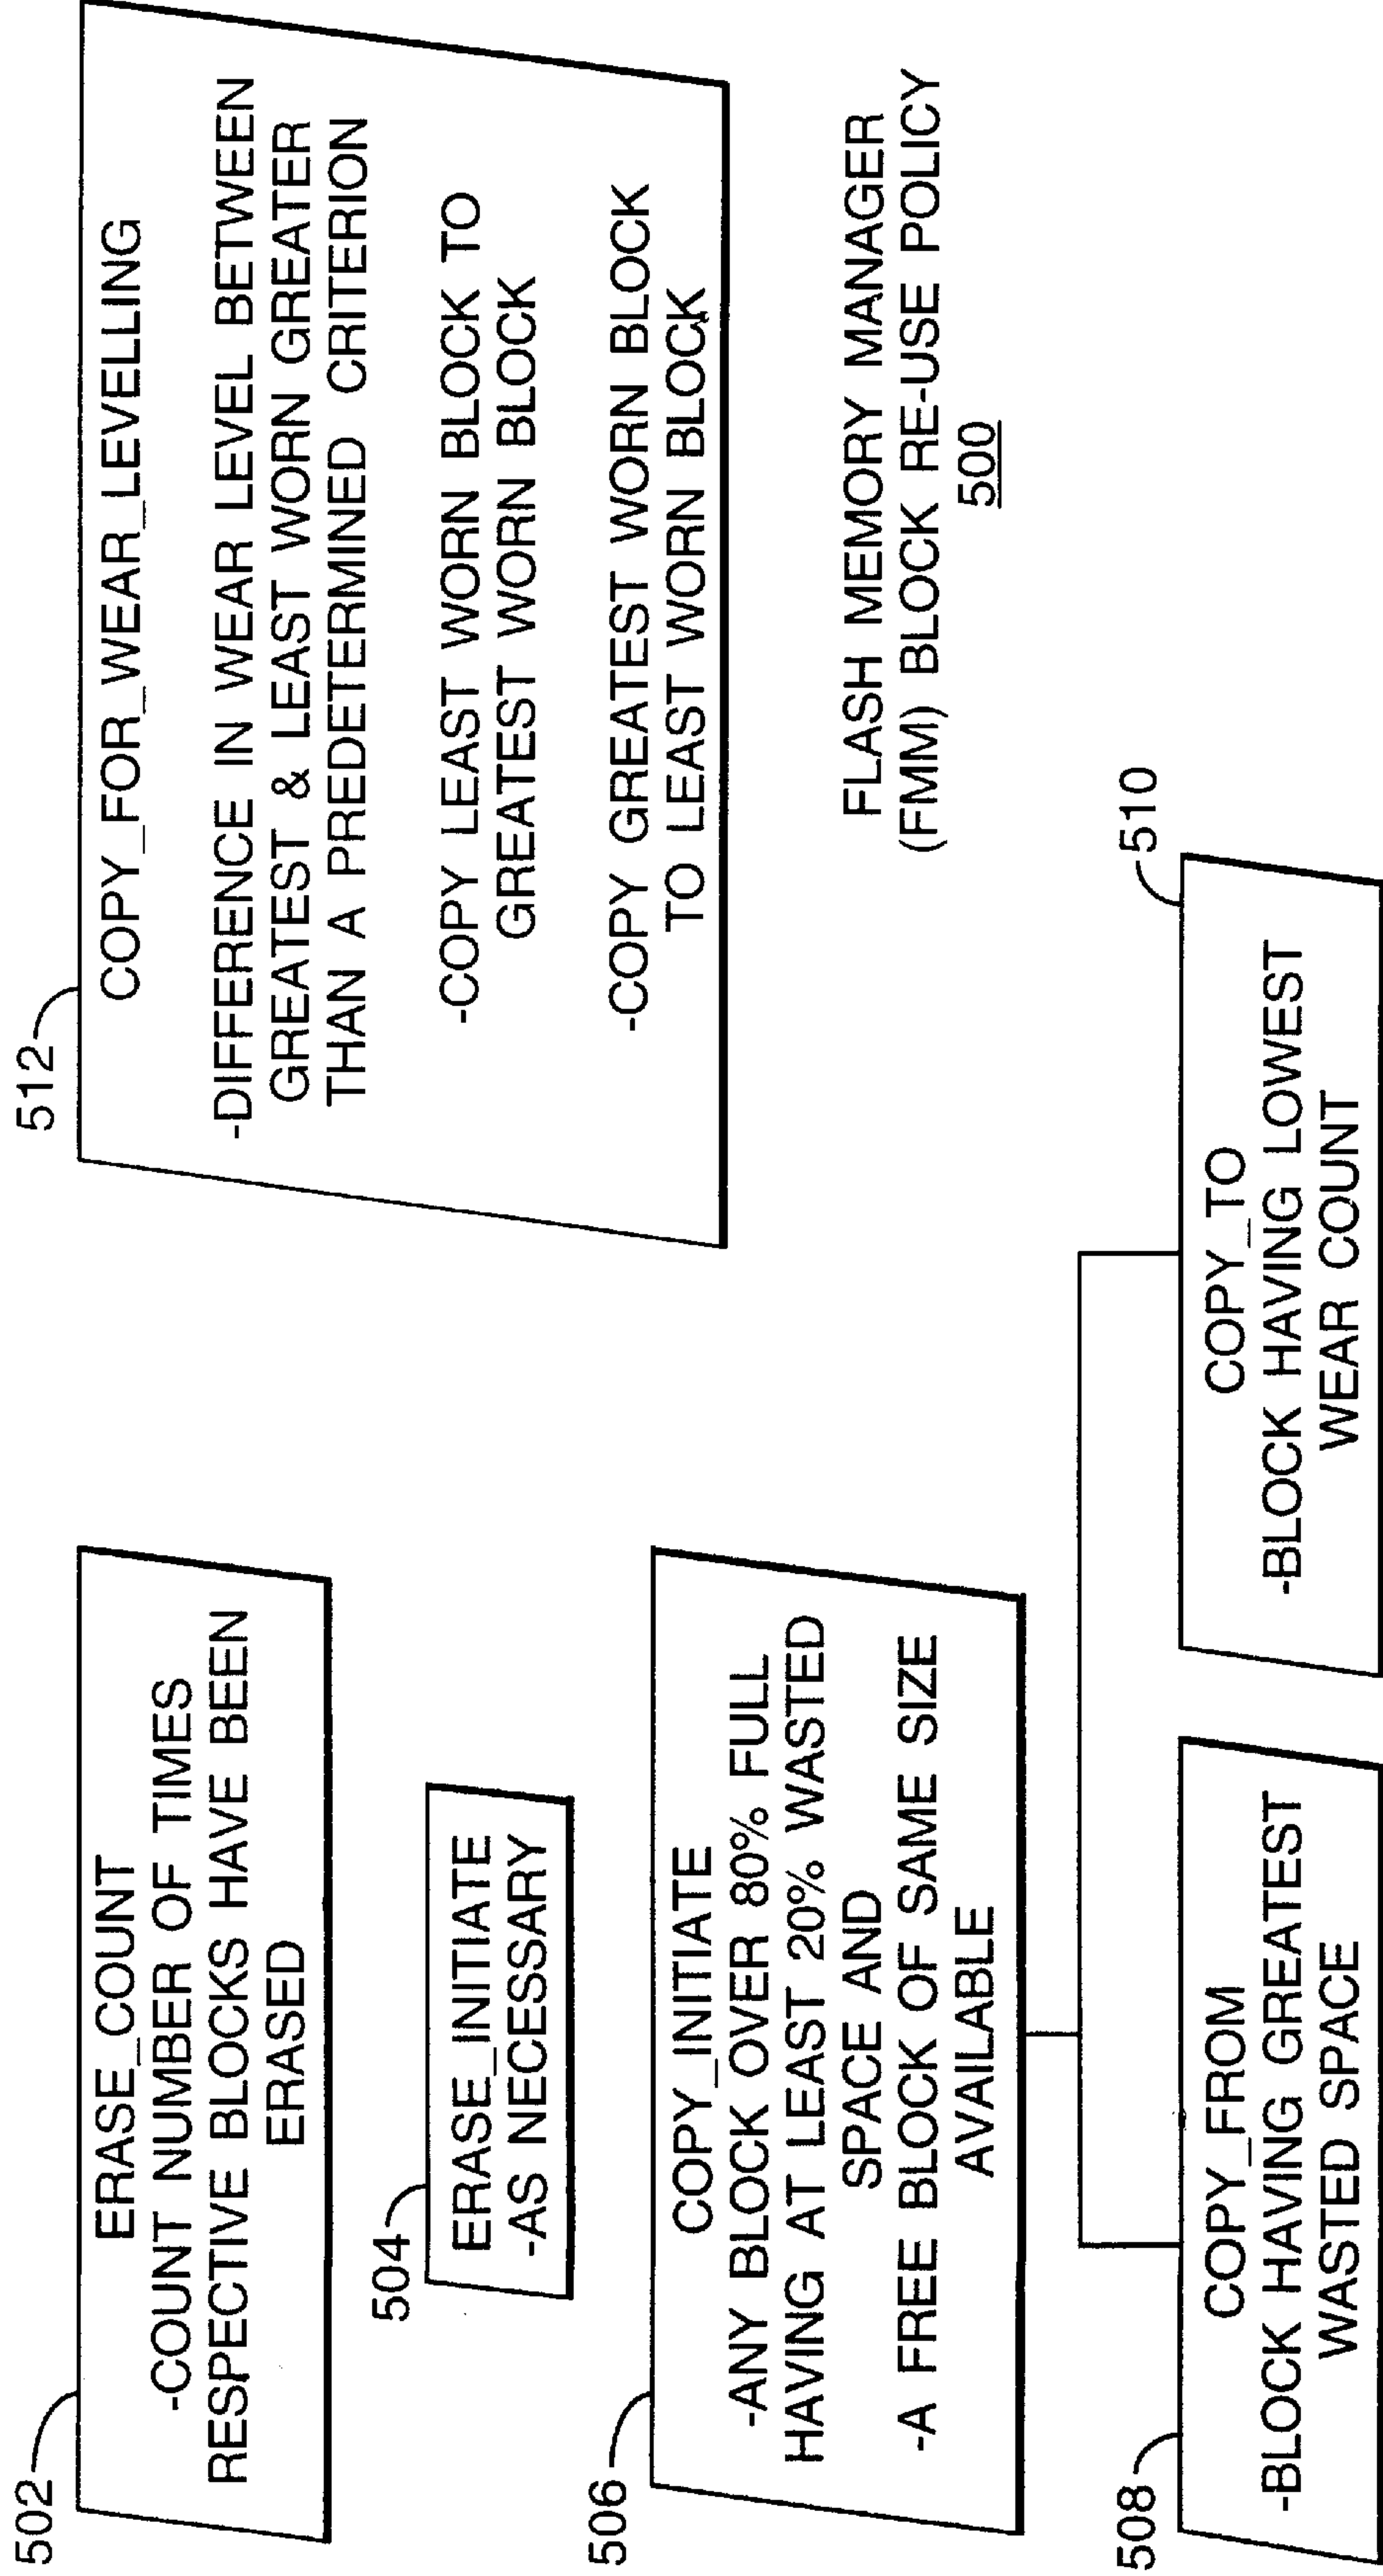 502
ERASE_COUNT
-COUNT NUMBER OF TIMES
RESPECTIVE BLOCKS HAVE BEEN
ERASED
504
ERASE_INITIATE
-AS NECESSARY
506
COPY_INITIATE
-ANY BLOCK OVER 80% FULL
HAVING AT LEAST 20% WASTED
SPACE AND
-A FREE BLOCK OF SAME SIZE
AVAILABLE
508
COPY_FROM
-BLOCK HAVING GREATEST
WASTED SPACE
510
COPY_TO
-BLOCK HAVING LOWEST
WEAR COUNT
512
COPY_FOR_WEAR_LEVELLING
-DIFFERENCE IN WEAR LEVEL BETWEEN
GREATEST & LEAST WORN GREATER
THAN A PREDETERMINED CRITERION
-COPY LEAST WORN BLOCK TO
GREATEST WORN BLOCK
-COPY GREATEST WORN BLOCK
TO LEAST WORN BLOCK
FLASH MEMORY MANAGER
(FMM) BLOCK RE-USE POLICY
500